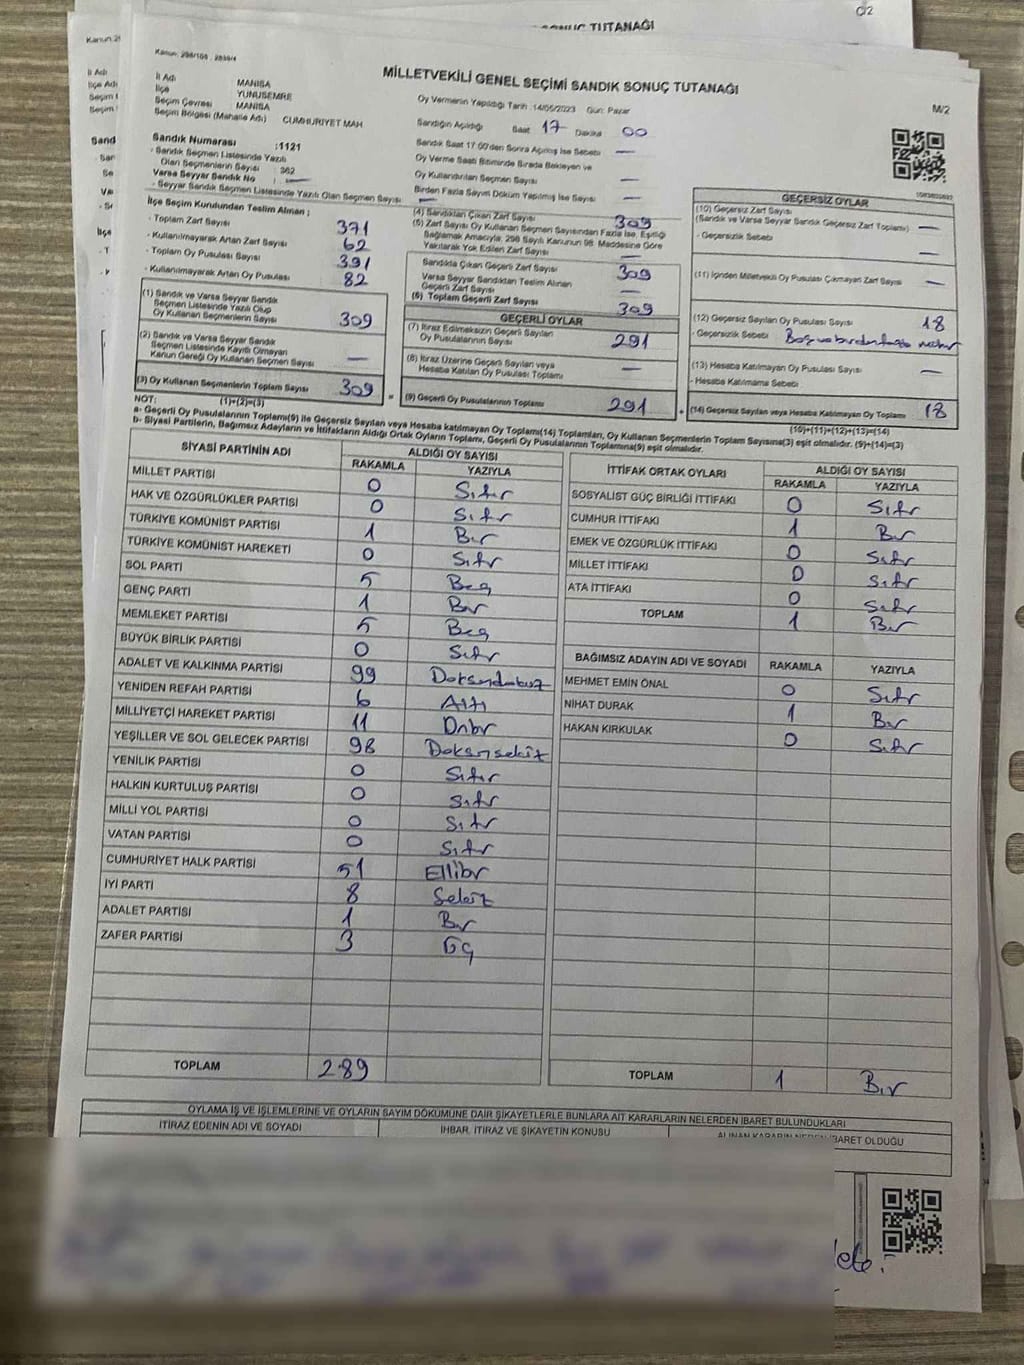 C/2
SONUÇ TUTANAĞI
Kanun: 298/105 , 2839/4
MİLLETVEKİLİ GENEL SEÇİMİ SANDIK SONUÇ TUTANAĞI
M/2
İl Adı MANİSA
İlçe YUNUSEMRE
Seçim Çevresi MANİSA
Seçim Bölgesi (Mahalle Adı) CUMHURİYET MAH
Oy Vermenin Yapıldığı Tarih :14/05/2023 Gün: Pazar
Sandığın Açıldığı Saat 17 Dakika 00
Sandık Numarası :1121
- Sandık Seçmen Listesinde Yazılı
Olan Seçmenlerin Sayısı : 362
Varsa Seyyar Sandık No —
- Seyyar Sandık Seçmen Listesinde Yazılı Olan Seçmen Sayısı —
Sandık Saat 17.00'den Sonra Açılmış İse Sebebi —
Oy Verme Saati Bitiminde Sırada Bekleyen ve
Oy Kullandırılan Seçmen Sayısı —
Birden Fazla Sayım Döküm Yapılmış İse Sayısı —
İlçe Seçim Kurulundan Teslim Alınan ;
- Toplam Zarf Sayısı 371
- Kullanılmayarak Artan Zarf Sayısı 62
- Toplam Oy Pusulası Sayısı 391
- Kullanılmayarak Artan Oy Pusulası 82
(1) Sandık ve Varsa Seyyar Sandık
Seçmen Listesinde Yazılı Olup
Oy Kullanan Seçmenlerin Sayısı 309
(2) Sandık ve Varsa Seyyar Sandık
Seçmen Listesinde Kayıtlı Olmayan
Kanun Gereği Oy Kullanan Seçmen Sayısı —
(3) Oy Kullanan Seçmenlerin Toplam Sayısı 309
(4) Sandıktan Çıkan Zarf Sayısı 309
(5) Zarf Sayısı Oy Kullanan Seçmen Sayısından Fazla İse, Eşitliği
Sağlamak Amacıyla, 298 Sayılı Kanunun 98. Maddesine Göre
Yakılarak Yok Edilen Zarf Sayısı —
Sandıkta Çıkan Geçerli Zarf Sayısı 309
Varsa Seyyar Sandıktan Teslim Alınan
Geçerli Zarf Sayısı —
(6) Toplam Geçerli Zarf Sayısı 309
GEÇERLİ OYLAR
(7) İtiraz Edilmeksizin Geçerli Sayılan
Oy Pusulalarının Sayısı 291
(8) İtiraz Üzerine Geçerli Sayılan veya
Hesaba Katılan Oy Pusulası Toplamı —
= (9) Geçerli Oy Pusulalarının Toplamı 291
GEÇERSİZ OYLAR
(10) Geçersiz Zarf Sayısı
(Sandık ve Varsa Seyyar Sandık Geçersiz Zarf Toplamı) —
- Geçersizlik Sebebi —
(11) İçinden Milletvekili Oy Pusulası Çıkmayan Zarf Sayısı —
(12) Geçersiz Sayılan Oy Pusulası Sayısı 18
- Geçersizlik Sebebi Boş ve birden fazla
(13) Hesaba Katılmayan Oy Pusulası Sayısı —
- Hesaba Katılmama Sebebi
+ (14) Geçersiz Sayılan veya Hesaba Katılmayan Oy Toplamı 18
NOT: (1)+(2)=(3) (10)+(11)+(12)+(13)=(14)
a- Geçerli Oy Pusulalarının Toplamı(9) ile Geçersiz Sayılan veya Hesaba katılmayan Oy Toplamı(14) Toplamları, Oy Kullanan Seçmenlerin Toplam Sayısına(3) eşit olmalıdır. (9)+(14)=(3)
b- Siyasi Partilerin, Bağımsız Adayların ve İttifakların Aldığı Ortak Oyların Toplamı, Geçerli Oy Pusulalarının Toplamına(9) eşit olmalıdır.
SİYASİ PARTİNİN ADI ALDIĞI OY SAYISI
RAKAMLA YAZIYLA
MİLLET PARTİSİ 0 Sıfır
HAK VE ÖZGÜRLÜKLER PARTİSİ 0 Sıfır
TÜRKİYE KOMÜNİST PARTİSİ 1 Bir
TÜRKİYE KOMÜNİST HAREKETİ 0 Sıfır
SOL PARTİ 5 Beş
GENÇ PARTİ 1 Bir
MEMLEKET PARTİSİ 5 Beş
BÜYÜK BİRLİK PARTİSİ 0 Sıfır
ADALET VE KALKINMA PARTİSİ 99 Doksandokuz
YENİDEN REFAH PARTİSİ 6 Altı
MİLLİYETÇİ HAREKET PARTİSİ 11 Onbir
YEŞİLLER VE SOL GELECEK PARTİSİ 98 Doksansekiz
YENİLİK PARTİSİ 0 Sıfır
HALKIN KURTULUŞ PARTİSİ 0 Sıfır
MİLLİ YOL PARTİSİ 0 Sıfır
VATAN PARTİSİ 0 Sıfır
CUMHURİYET HALK PARTİSİ 51 Ellibir
İYİ PARTİ 8 Sekiz
ADALET PARTİSİ 1 Bir
ZAFER PARTİSİ 3 Üç
TOPLAM 289
İTTİFAK ORTAK OYLARI ALDIĞI OY SAYISI
RAKAMLA YAZIYLA
SOSYALİST GÜÇ BİRLİĞİ İTTİFAKI 0 Sıfır
CUMHUR İTTİFAKI 1 Bir
EMEK VE ÖZGÜRLÜK İTTİFAKI 0 Sıfır
MİLLET İTTİFAKI 0 Sıfır
ATA İTTİFAKI 0 Sıfır
TOPLAM 1 Bir
BAĞIMSIZ ADAYIN ADI VE SOYADI RAKAMLA YAZIYLA
MEHMET EMİN ÖNAL 0 Sıfır
NİHAT DURAK 1 Bir
HAKAN KIRKULAK 0 Sıfır
TOPLAM 1 Bir
OYLAMA İŞ VE İŞLEMLERİNE VE OYLARIN SAYIM DÖKÜMÜNE DAİR ŞİKAYETLERLE BUNLARA AİT KARARLARIN NELERDEN İBARET BULUNDUKLARI
İTİRAZ EDENİN ADI VE SOYADI İHBAR, İTİRAZ VE ŞİKAYETİN KONUSU ALINAN KARARIN NEDEN İBARET OLDUĞU